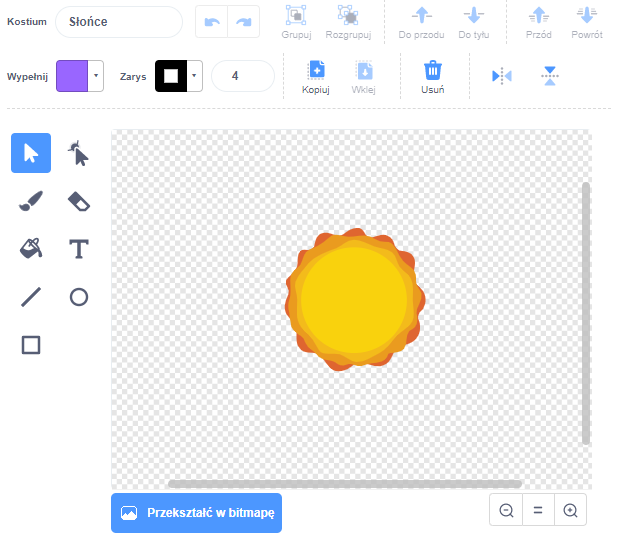 Kostium Słońce
Grupuj Rozgrupuj Do przodu Do tyłu Przód Powrót
Wypełnij Zarys 4
Kopiuj Wklej Usuń
T
Przekształć w bitmapę